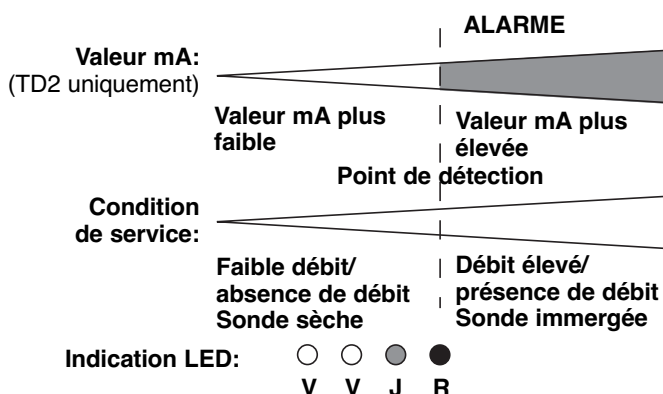 ALARME
Valeur mA:
(TD2 uniquement)
Valeur mA plus
faible
Valeur mA plus
élevée
Point de détection
Condition
de service:
Faible débit/
absence de débit
Sonde sèche
Débit élevé/
présence de débit
Sonde immergée
Indication LED:
V V J R